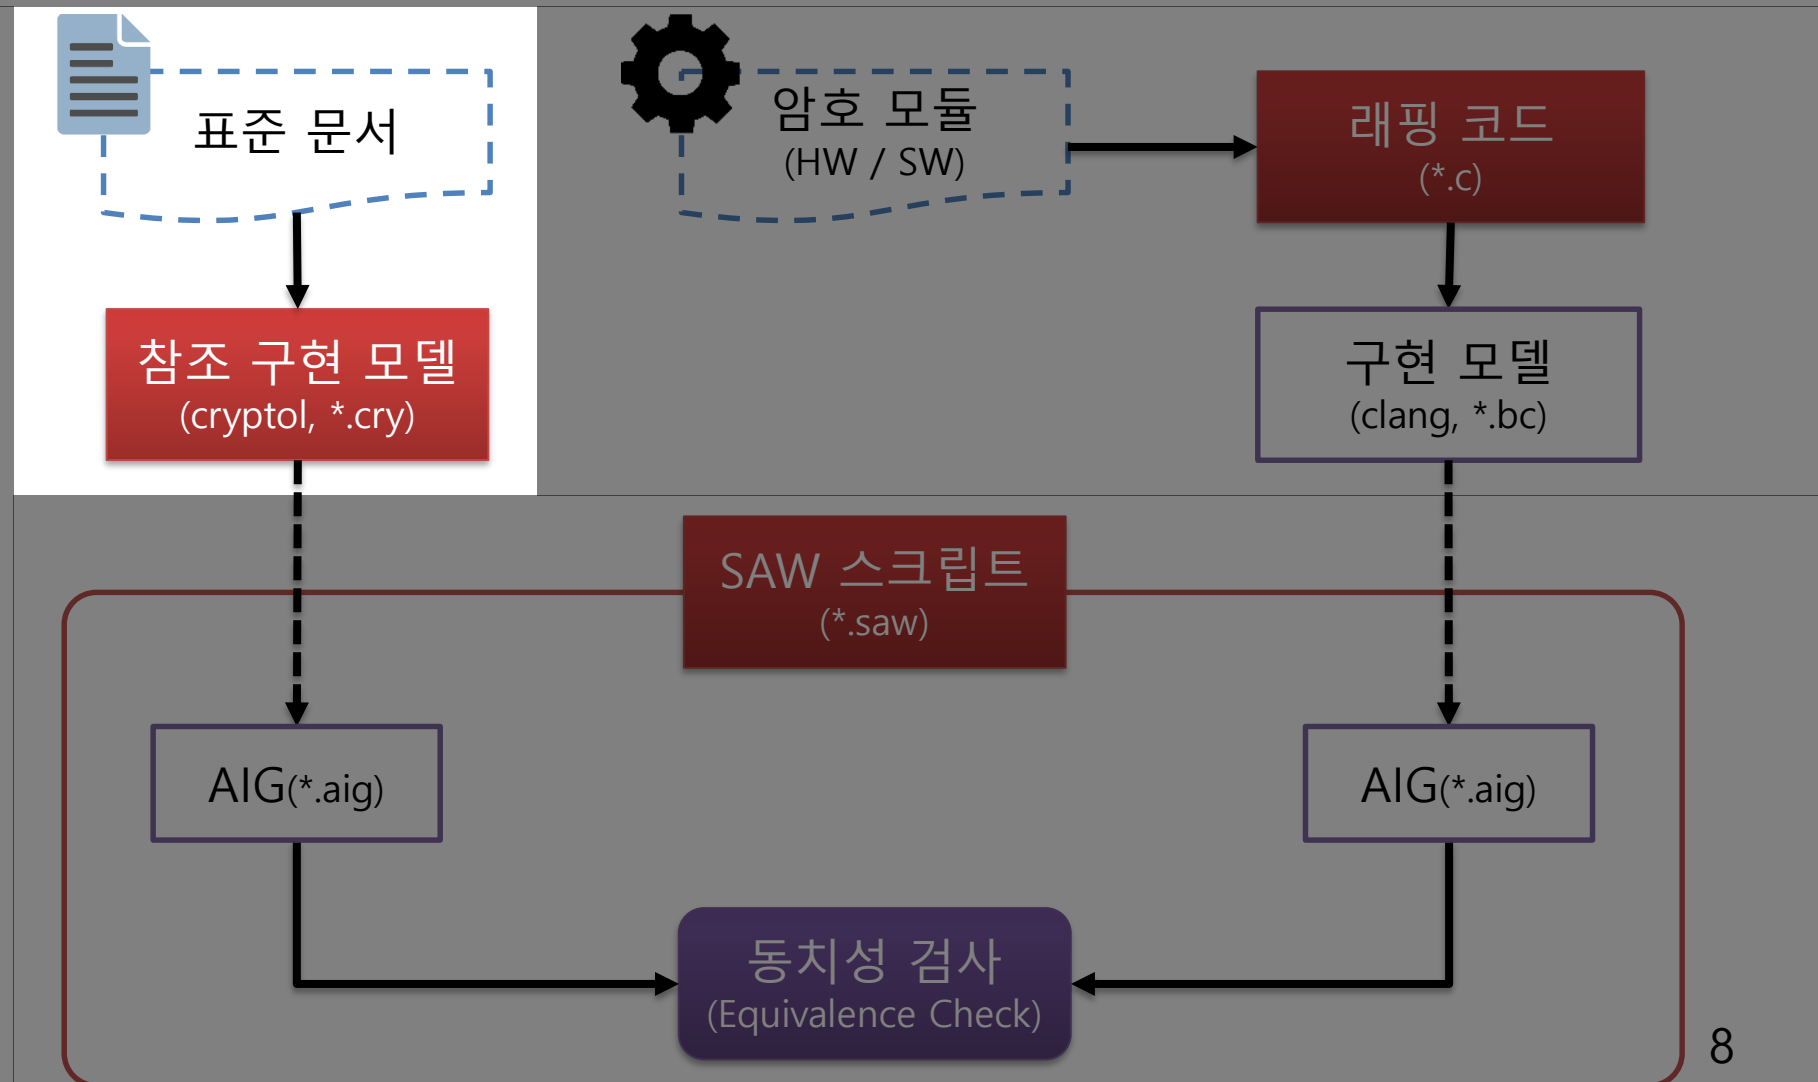 표준 문서
암호 모듈
(HW / SW)
래핑 코드
(*.c)
참조 구현 모델
(cryptol, *.cry)
구현 모델
(clang, *.bc)
SAW 스크립트
(*.saw)
AIG(*.aig)
AIG(*.aig)
동치성 검사
(Equivalence Check)
8